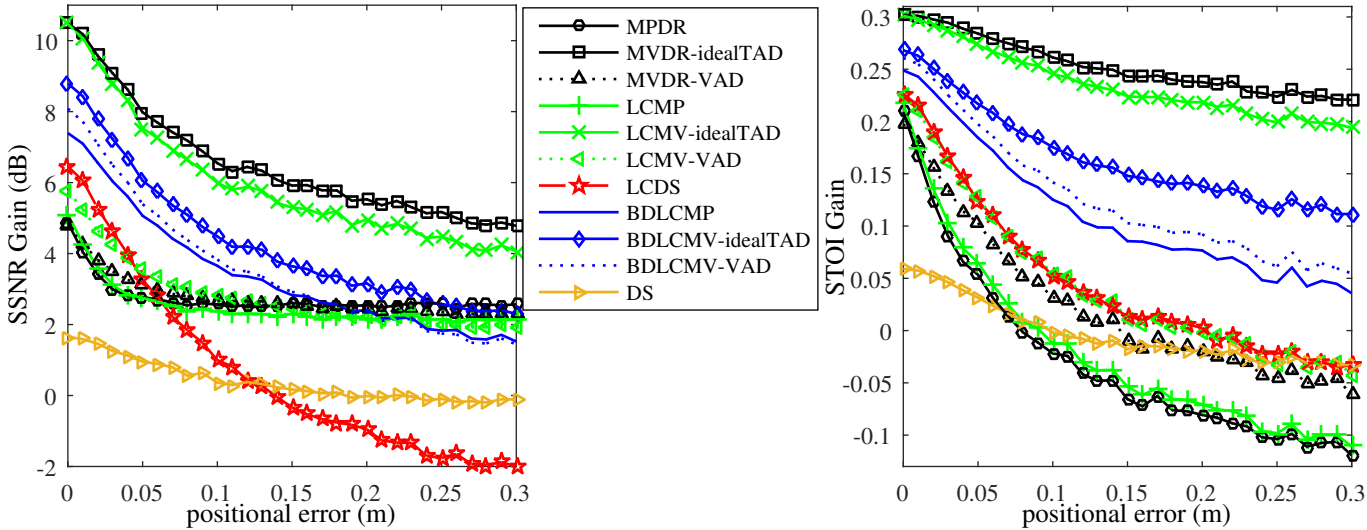 SSNR Gain (dB)
10
8
6
4
2
0
-2
0
0.05
0.1
0.15
0.2
0.25
0.3
positional error (m)
MPDR
MVDR-idealTAD
MVDR-VAD
LCMP
LCMV-idealTAD
LCMV-VAD
LCDS
BDLCMP
BDLCMV-idealTAD
BDLCMV-VAD
DS
STOI Gain
0.3
0.25
0.2
0.15
0.1
0.05
0
-0.05
-0.1
0
0.05
0.1
0.15
0.2
0.25
0.3
positional error (m)